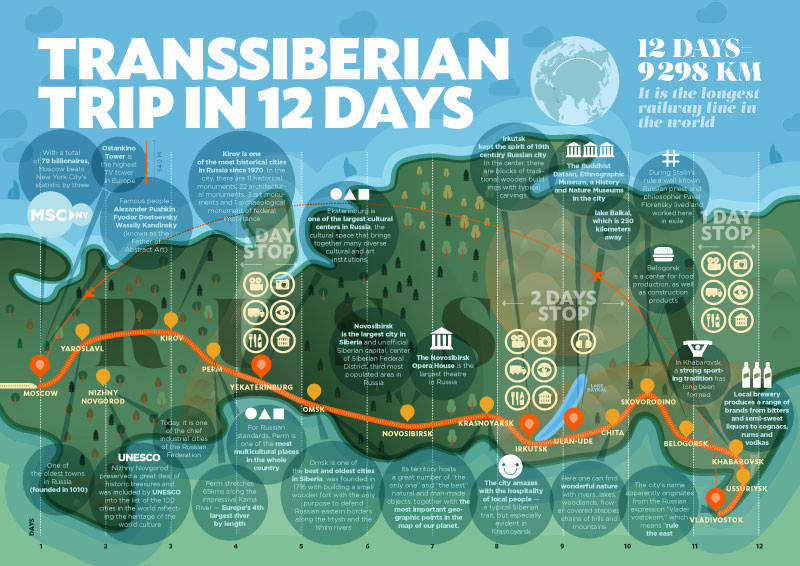 TRANSSIBERIAN
TRIP IN 12 DAYS
12 DAYS—
9298 KM
It is the longest
railway line in
the world
With a total
of 79 billionaires,
Moscow beats
New York City's
statistic by three
MSC NY
Ostankino
Tower is
the highest
TV tower
in Europe
540 M
Famous people:
Alexander Pushkin
Fyodor Dostoevsky
Wassily Kandinsky
(known as the
Father of
Abstract Art)
Kirov is one
of the most historical cities
in Russia since 1970. In the
city, there are 11 historical
monuments, 22 architec-
tural monuments, 3 art monu-
ments and 1 archeological
monument of federal
importance
1 DAY
STOP
Ekaterinburg is
one of the largest cultural
centers in Russia, the
cultural space that brings
together many diverse
cultural and art
institutions
Irkutsk
kept the spirit of 19th
century Russian city.
In the center, there
are blocks of tradi-
tional wooden build-
ings with typical
carvings
The Buddhist
Datsan, Ethnographic
Museum, a History
and Nature Museums
in the city
lake Baikal,
which is 250
kilometers
away
During Stalin's
rule a well-known
Russian priest and
philosopher Pavel
Florensky lived and
worked here
in exile
1 DAY
STOP
Belogorsk
is a center for food
production, as well
as construction
products
2 DAYS
STOP
RUSSIA
Novosibirsk
is the largest city in
Siberia and unofficial
Siberian capital, center
of Siberian Federal
District, third most
populated area in
Russia
The Novosibirsk
Opera House is the
largest theatre
in Russia
In Khabarovsk,
a strong sport-
ing tradition has
long been
formed
Local brewery
produces a range of
brands from bitters
and semi-sweet
liquors to cognacs,
rums and
vodkas
MOSCOW
YAROSLAVL
NIZHNY
NOVGOROD
KIROV
PERM
YEKATERINBURG
OMSK
NOVOSIBIRSK
KRASNOYARSK
IRKUTSK
LAKE
BAYKAL
ULAN-UDE
CHITA
SKOVORODINO
BELOGORSK
KHABAROVSK
USSURIYSK
VLADIVOSTOK
One of
the oldest towns
in Russia
(founded in 1010)
UNESCO
Nizhny Novgorod
preserved a great deal of
historic treasures and
was included by UNESCO
into the list of the 100
cities in the world reflect-
ing the heritage of the
world culture
Today, it is one of
the chief
industrial cities
of the Russian
Federation
For Russian
standards, Perm is
one of the most
multicultural places
in the whole
country
Perm stretches
65kms along the
impressive Kama
River — Europe's 4th
largest river
by length
Omsk is one of
the best and oldest cities
in Siberia, was founded in
1716 with building a small
wooden fort with the only
purpose to defend
Russian eastern borders
along the Irtysh and the
Ishim rivers
Its territory hosts
a great number of "the
only one" and "the best"
natural and man-made
objects, together with the
most important geo-
graphic points in the
map of our planet.
The city amazes
with the hospitality
of local people —
a typical Siberian
trait, but especially
evident in
Krasnoyarsk
Here one can find
wonderful nature
with rivers, lakes,
woodlands, flow-
er-covered steppes
chains of hills and
mountains
The city's name
apparently originates
from the Russian
expression "vladet
vostokom," which
means "rule
the east
DAYS
1 2 3 4 5 6 7 8 9 10 11 12